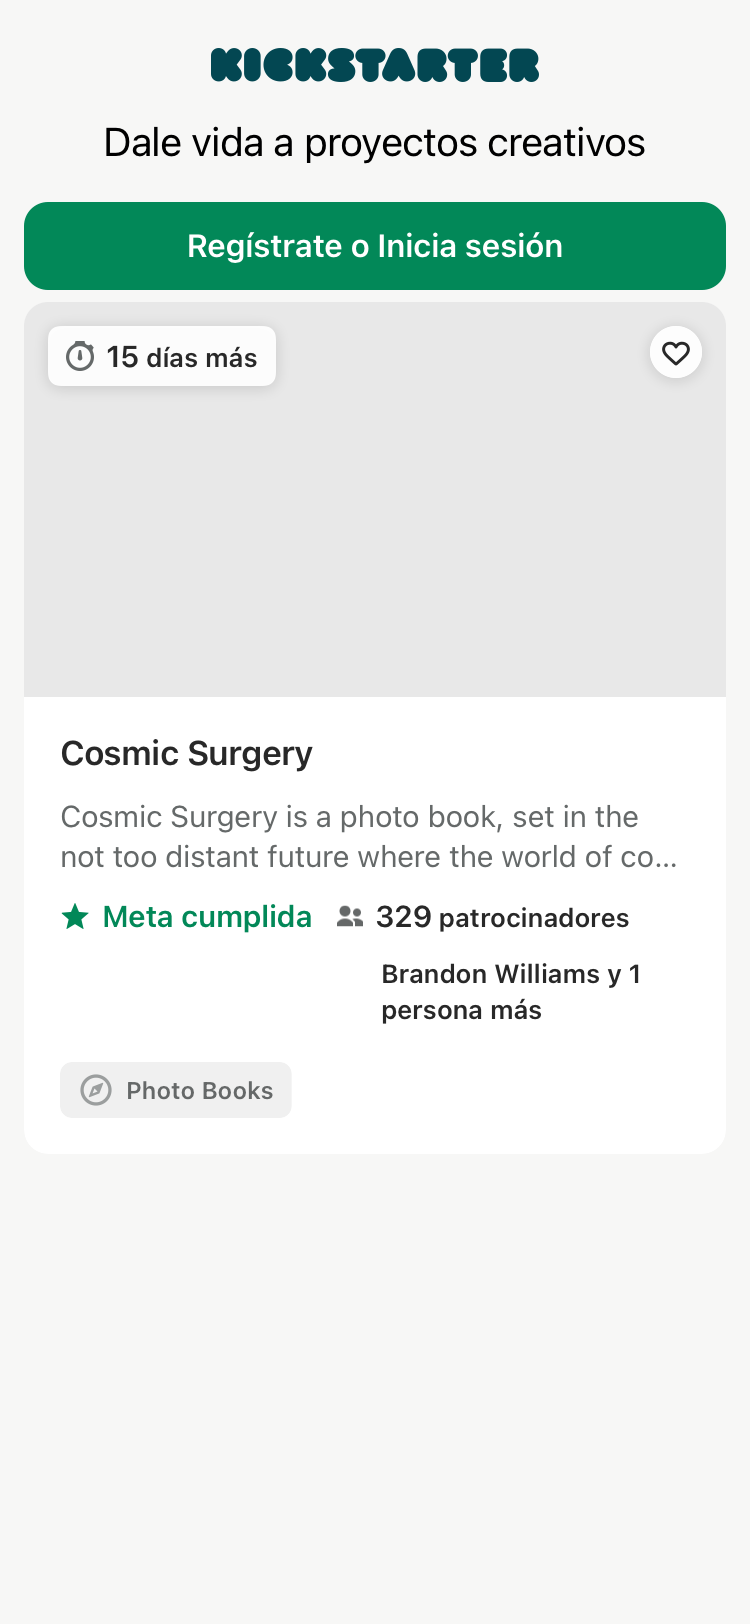 KICKSTARTER
Dale vida a proyectos creativos
Regístrate o Inicia sesión
15 días más
Cosmic Surgery
Cosmic Surgery is a photo book, set in the
not too distant future where the world of co...
Meta cumplida
329 patrocinadores
Brandon Williams y 1
persona más
Photo Books